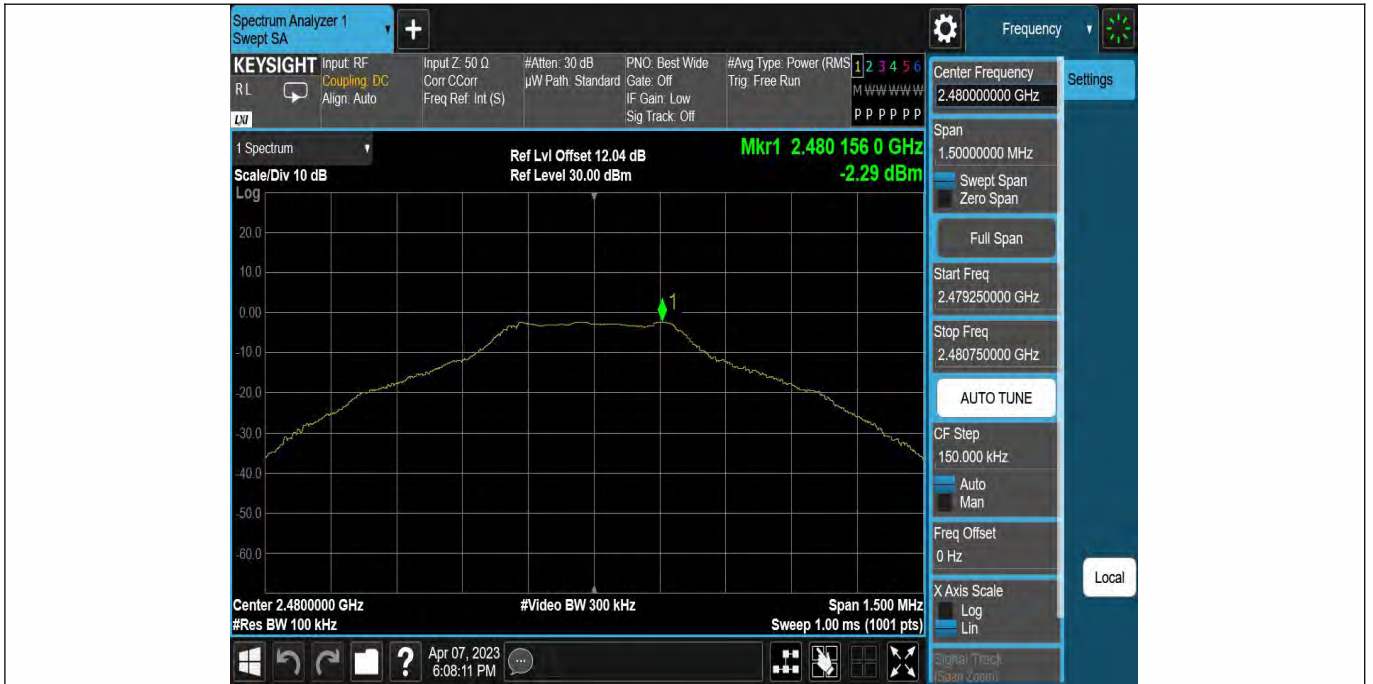 Spectrum Analyzer 1
Swept SA
+
Frequency
KEYSIGHT
RL
LXI
Input: RF
Coupling: DC
Align: Auto
Input Z: 50 Ω
Corr CCorr
Freq Ref: Int (S)
#Atten: 30 dB
µW Path: Standard
PNO: Best Wide
Gate: Off
IF Gain: Low
Sig Track: Off
#Avg Type: Power (RMS
Trig: Free Run
1 2 3 4 5 6
M W W W W W
P P P P P P
1 Spectrum
Scale/Div 10 dB
Log
Ref Lvl Offset 12.04 dB
Ref Level 30.00 dBm
Mkr1 2.480 156 0 GHz
-2.29 dBm
20.0
10.0
0.00
-10.0
-20.0
-30.0
-40.0
-50.0
-60.0
1
Center 2.4800000 GHz
#Res BW 100 kHz
#Video BW 300 kHz
Span 1.500 MHz
Sweep 1.00 ms (1001 pts)
Apr 07, 2023
6:08:11 PM
?
Center Frequency
2.480000000 GHz
Settings
Span
1.50000000 MHz
Swept Span
Zero Span
Full Span
Start Freq
2.479250000 GHz
Stop Freq
2.480750000 GHz
AUTO TUNE
CF Step
150.000 kHz
Auto
Man
Freq Offset
0 Hz
X Axis Scale
Log
Lin
Signal Track
(Span Zoom)
Local